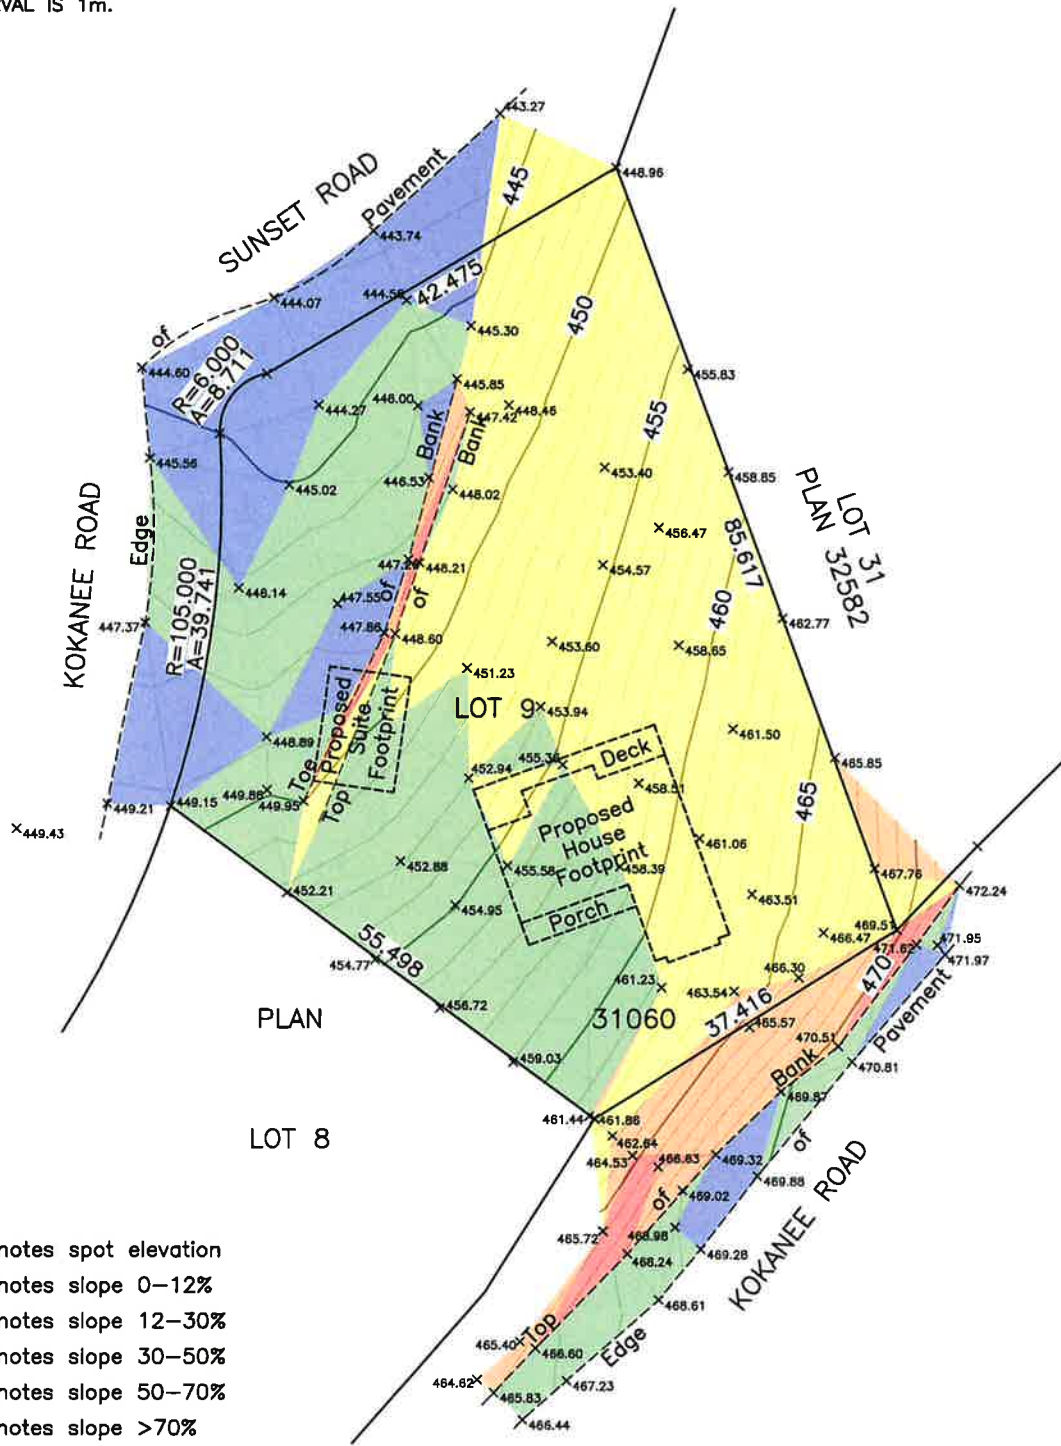 VAL IS 1m.
443.27
448.96
SUNSET ROAD
Pavement
443.74
445
42.475
444.56
444.07
of
450
445.30
444.60
R=6.000
A=8.711
455.83
445.85
446.00
444.27
447.42
448.46
Bank
Bank
455
445.56
453.40
458.85
446.53
448.02
445.02
LOT 31
PLAN 32582
KOKANEE ROAD
Edge
456.47
85.617
448.21
454.57
446.14
447.55
of
of
R=105.000
A=39.741
460
447.37
447.86
448.60
462.77
453.60
458.65
451.23
Proposed
Suite
Footprint
LOT 9
453.94
461.50
448.89
Deck
455.36
465.85
452.94
458.51
449.86
449.95
Toe
Top
449.21
449.15
465
449.43
Proposed
House
Footprint
461.06
452.88
455.58
458.39
467.76
452.21
472.24
463.51
454.95
Porch
469.51
466.47
471.62
471.95
471.97
55.498
454.77
470
466.30
461.23
463.54
37.416
456.72
PLAN
31060
465.57
Pavement
470.51
459.03
470.81
Bank
469.87
461.44
461.86
LOT 8
462.64
of
464.53
466.63
469.32
469.88
469.02
of
KOKANEE ROAD
465.72
468.98
468.24
469.28
notes spot elevation
notes slope 0–12%
notes slope 12–30%
notes slope 30–50%
notes slope 50–70%
notes slope >70%
468.61
Top
Edge
465.40
466.60
464.62
467.23
465.83
466.44